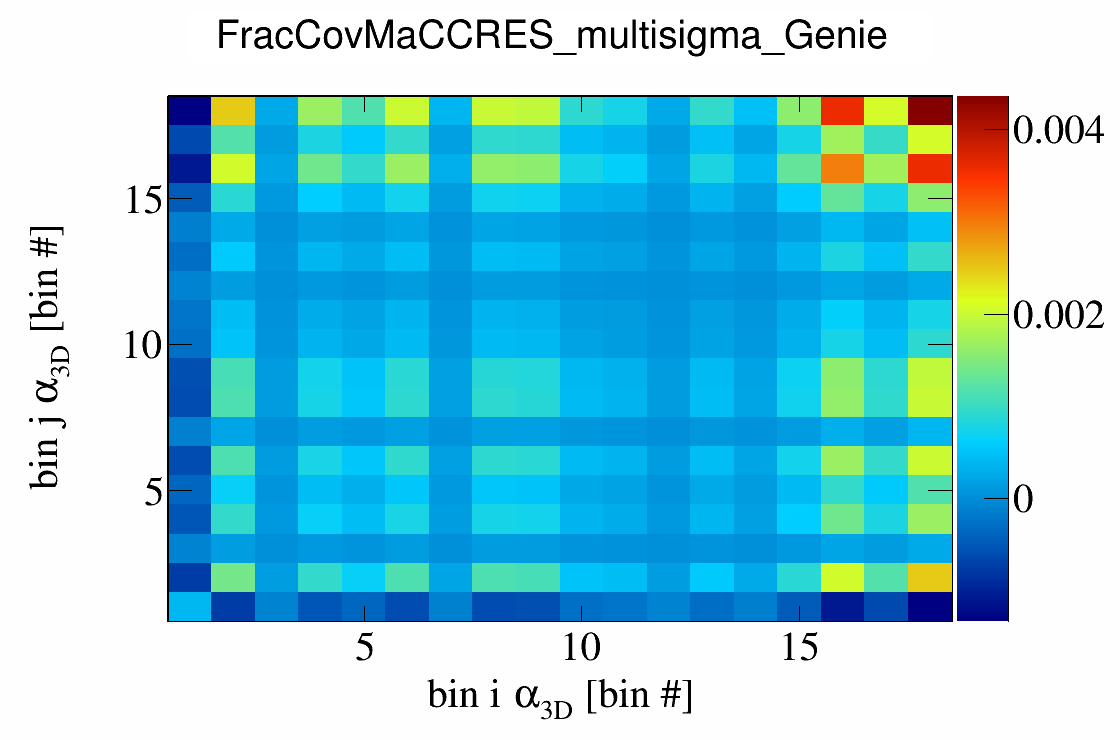 FracCovMaCCRES_multisigma_Genie
bin j α3D [bin #]
15
10
5
5 10 15
bin i α3D [bin #]
0.004
0.002
0